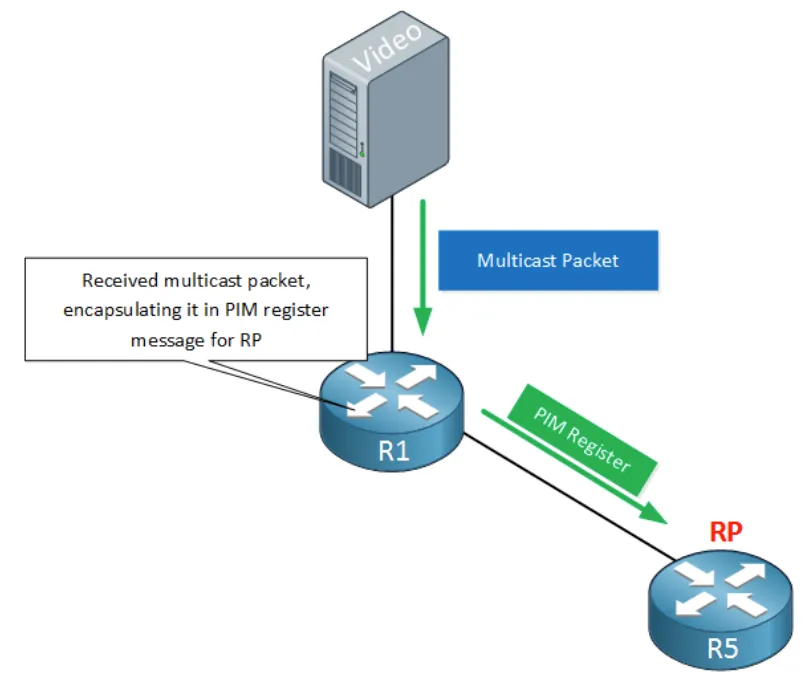 Video
Multicast Packet
Received multicast packet,
encapsulating it in PIM register
message for RP
R1
PIM Register
RP
R5